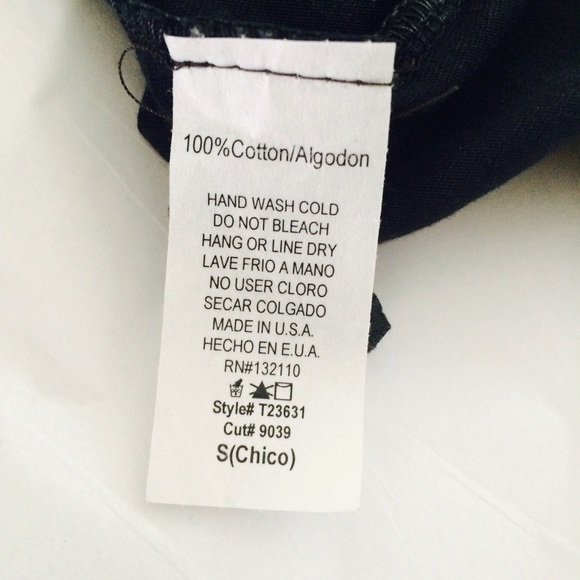 100%Cotton/Algodon
HAND WASH COLD
DO NOT BLEACH
HANG OR LINE DRY
LAVE FRIO A MANO
NO USER CLORO
SECAR COLGADO
MADE IN U.S.A.
HECHO EN E.U.A.
RN#132110
Style# T23631
Cut# 9039
S(Chico)